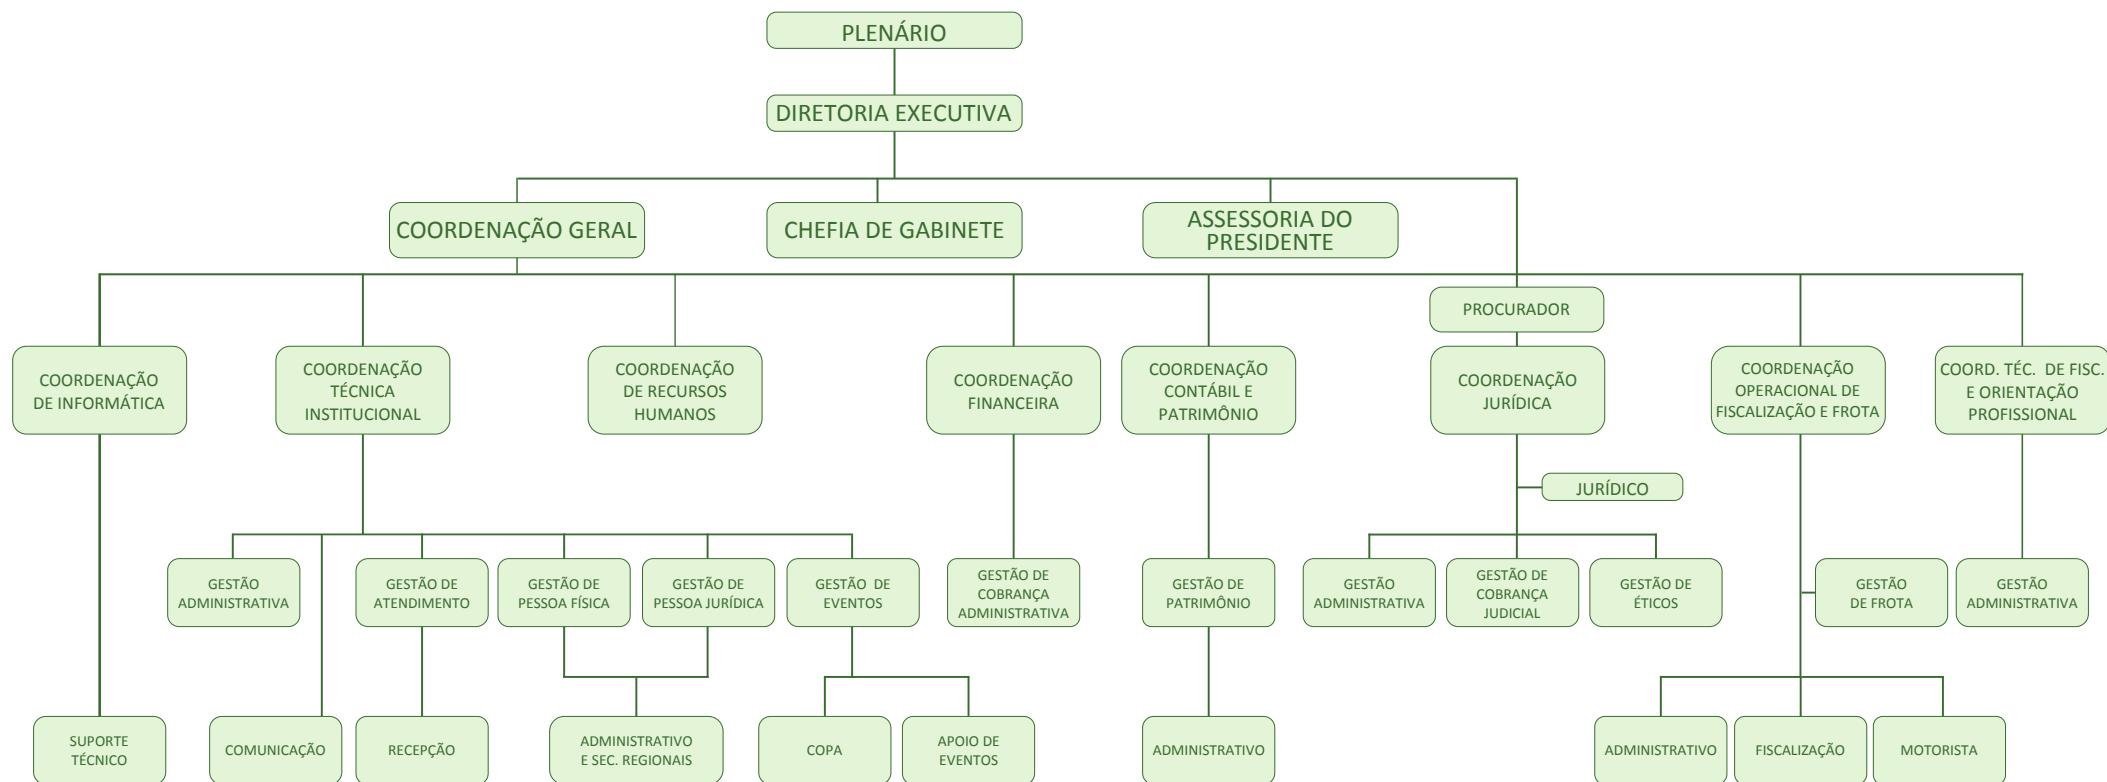 PLENÁRIO
DIRETORIA EXECUTIVA
COORDENAÇÃO GERAL
CHEFIA DE GABINETE
ASSESSORIA DO
PRESIDENTE
PROCURADOR
COORDENAÇÃO
DE INFORMÁTICA
COORDENAÇÃO
TÉCNICA
INSTITUCIONAL
COORDENAÇÃO
DE RECURSOS
HUMANOS
COORDENAÇÃO
FINANCEIRA
COORDENAÇÃO
CONTÁBIL E
PATRIMÔNIO
COORDENAÇÃO
JURÍDICA
COORDENAÇÃO
OPERACIONAL DE
FISCALIZAÇÃO E FROTA
COORD. TÉC. DE FISC.
E ORIENTAÇÃO
PROFISSIONAL
JURÍDICO
GESTÃO
ADMINISTRATIVA
GESTÃO DE
ATENDIMENTO
GESTÃO DE
PESSOA FÍSICA
GESTÃO DE
PESSOA JURÍDICA
GESTÃO DE
EVENTOS
GESTÃO DE
COBRANÇA
ADMINISTRATIVA
GESTÃO DE
PATRIMÔNIO
GESTÃO
ADMINISTRATIVA
GESTÃO DE
COBRANÇA
JUDICIAL
GESTÃO DE
ÉTICOS
GESTÃO
DE FROTA
GESTÃO
ADMINISTRATIVA
SUPORTE
TÉCNICO
COMUNICAÇÃO
RECEPÇÃO
ADMINISTRATIVO
E SEC. REGIONAIS
COPA
APOIO DE
EVENTOS
ADMINISTRATIVO
ADMINISTRATIVO
FISCALIZAÇÃO
MOTORISTA